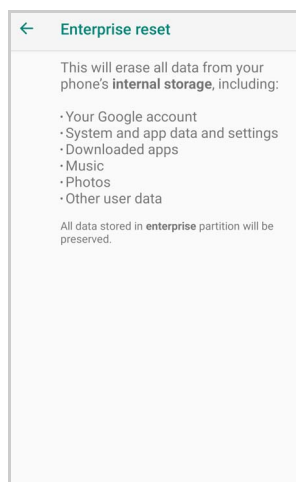 Enterprise reset
This will erase all data from your
phone's internal storage, including:
· Your Google account
· System and app data and settings
· Downloaded apps
· Music
· Photos
· Other user data
All data stored in enterprise partition will be
preserved.